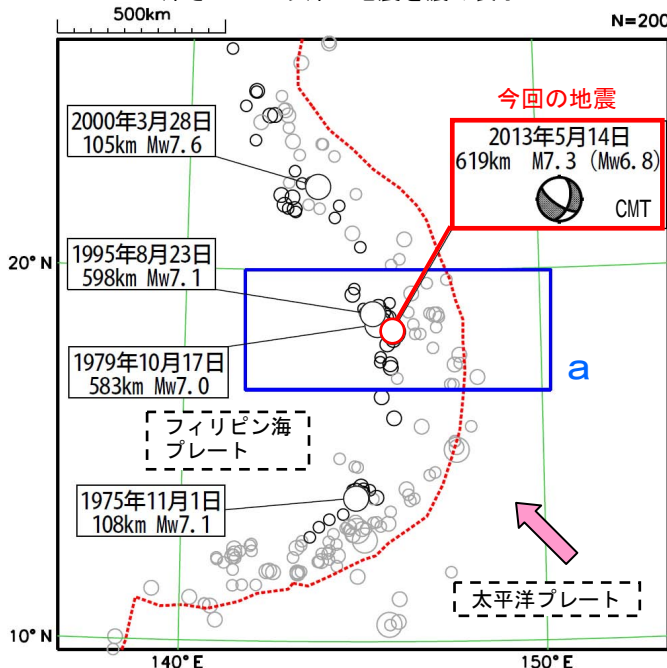 500km
N=200
今回の地震
2000年3月28日
105km Mw7.6
2013年5月14日
619km M7.3 (Mw6.8)
CMT
1995年8月23日
598km Mw7.1
20°N
1979年10月17日
583km Mw7.0
a
フィリピン海
プレート
1975年11月1日
108km Mw7.1
太平洋プレート
10°N
140°E
150°E